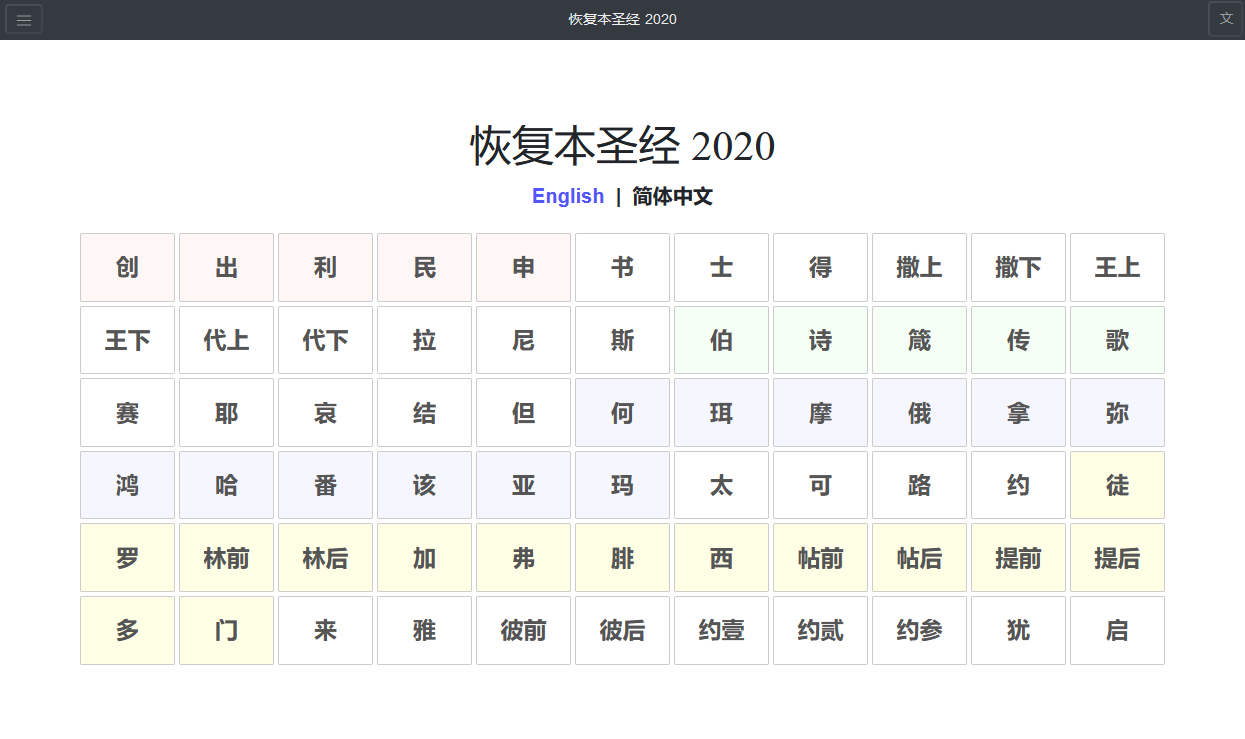 恢复本圣经 2020
文
恢复本圣经 2020
English | 简体中文
创 出 利 民 申 书 士 得 撒上 撒下 王上
王下 代上 代下 拉 尼 斯 伯 诗 箴 传 歌
赛 耶 哀 结 但 何 珥 摩 俄 拿 弥
鸿 哈 番 该 亚 玛 太 可 路 约 徒
罗 林前 林后 加 弗 腓 西 帖前 帖后 提前 提后
多 门 来 雅 彼前 彼后 约壹 约贰 约参 犹 启